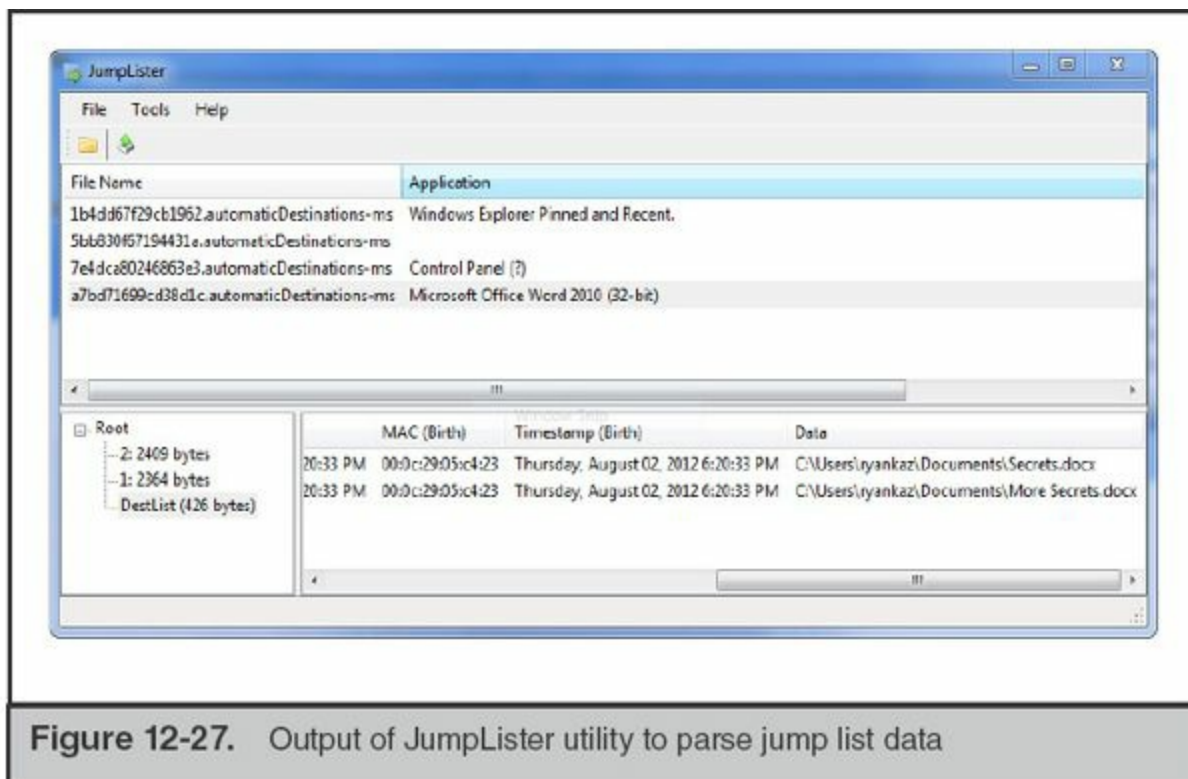 JumpLister
File Tools Help
File Name Application
1b4dd67f29cb1962.automaticDestinations-ms Windows Explorer Pinned and Recent.
5bb830f67194431a.automaticDestinations-ms
7e4dca80246863e3.automaticDestinations-ms Control Panel (?)
a7bd71699cd38d1c.automaticDestinations-ms Microsoft Office Word 2010 (32-bit)
Root
2: 2409 bytes
1: 2364 bytes
DestList (426 bytes)
MAC (Birth) Timestamp (Birth) Data
20:33 PM 00:0c:29:05:c4:23 Thursday, August 02, 2012 6:20:33 PM C:\Users\ryankaz\Documents\Secrets.docx
20:33 PM 00:0c:29:05:c4:23 Thursday, August 02, 2012 6:20:33 PM C:\Users\ryankaz\Documents\More Secrets.docx
Figure 12-27. Output of JumpLister utility to parse jump list data